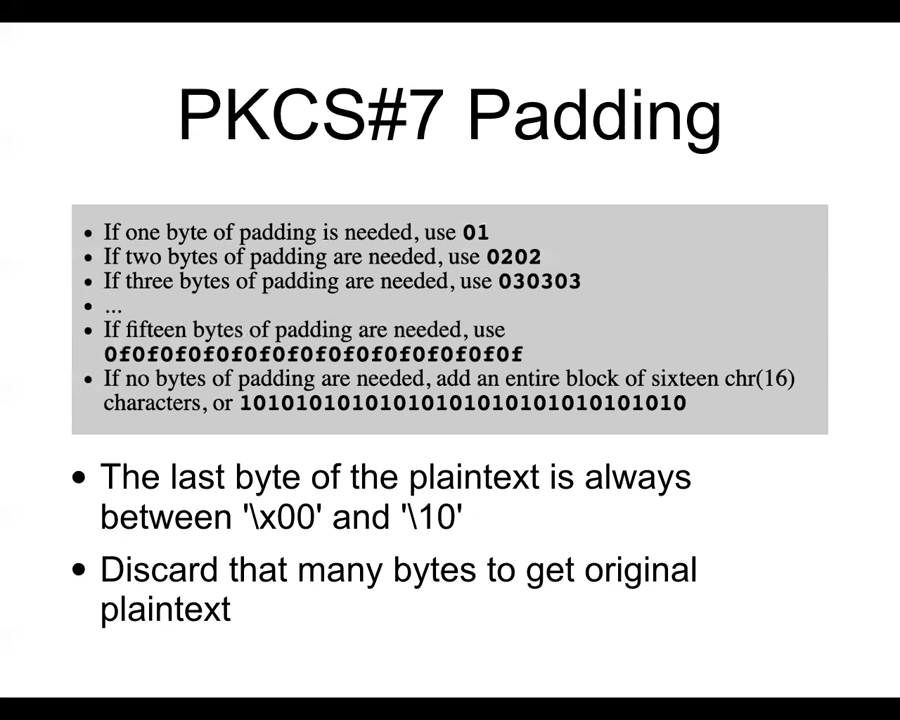 PKCS#7 Padding
• If one byte of padding is needed, use 01
• If two bytes of padding are needed, use 0202
• If three bytes of padding are needed, use 030303
• ...
• If fifteen bytes of padding are needed, use
0f0f0f0f0f0f0f0f0f0f0f0f0f0f0f
• If no bytes of padding are needed, add an entire block of sixteen chr(16)
characters, or 10101010101010101010101010101010
• The last byte of the plaintext is always
between '\x00' and '\10'
• Discard that many bytes to get original
plaintext